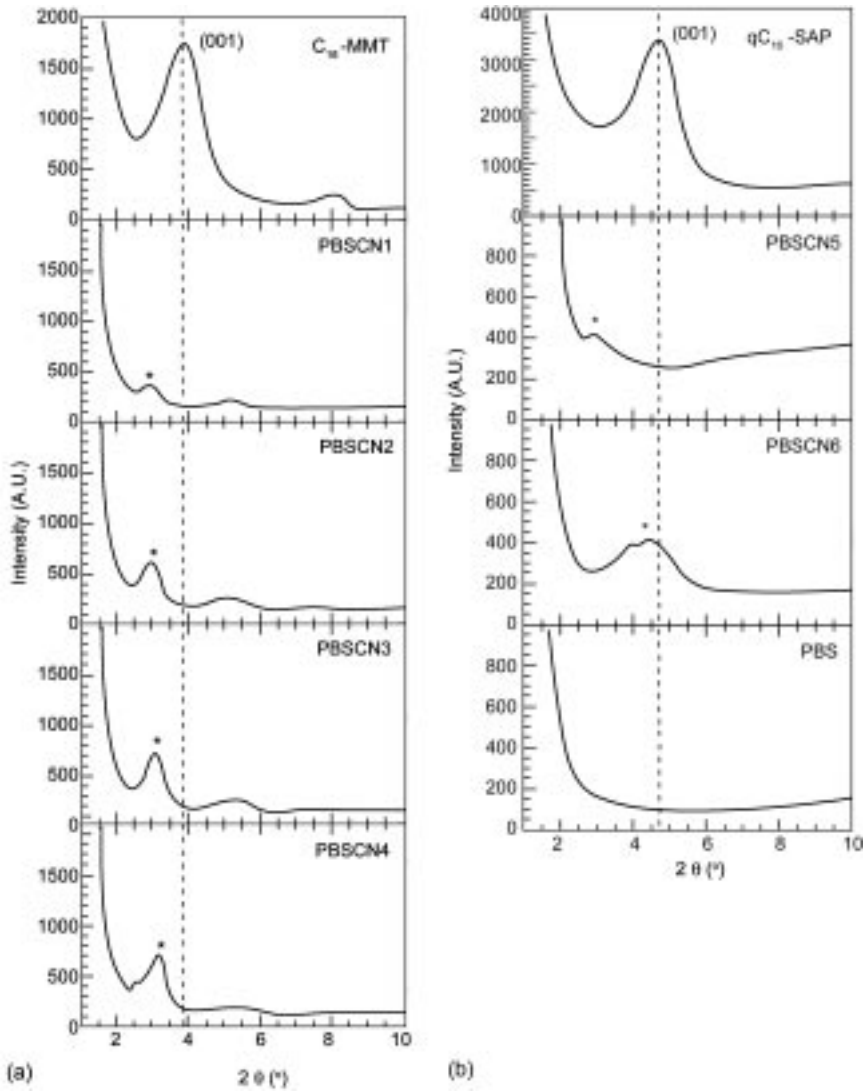 2000
1500
1000
500
0
(001)
C₁₈-MMT
1500
1000
500
0
PBSCN1
*
1500
1000
500
0
PBSCN2
*
Intensity (A.U.)
1500
1000
500
0
PBSCN3
*
1500
1000
500
0
PBSCN4
*
2 4 6 8 10
2 θ (°)
(a)
4000
3000
2000
1000
0
(001)
qC₁₆-SAP
800
600
400
200
0
PBSCN5
*
Intensity (A.U.)
800
600
400
200
0
PBSCN6
*
800
600
400
200
0
PBS
2 4 6 8 10
2 θ (°)
(b)